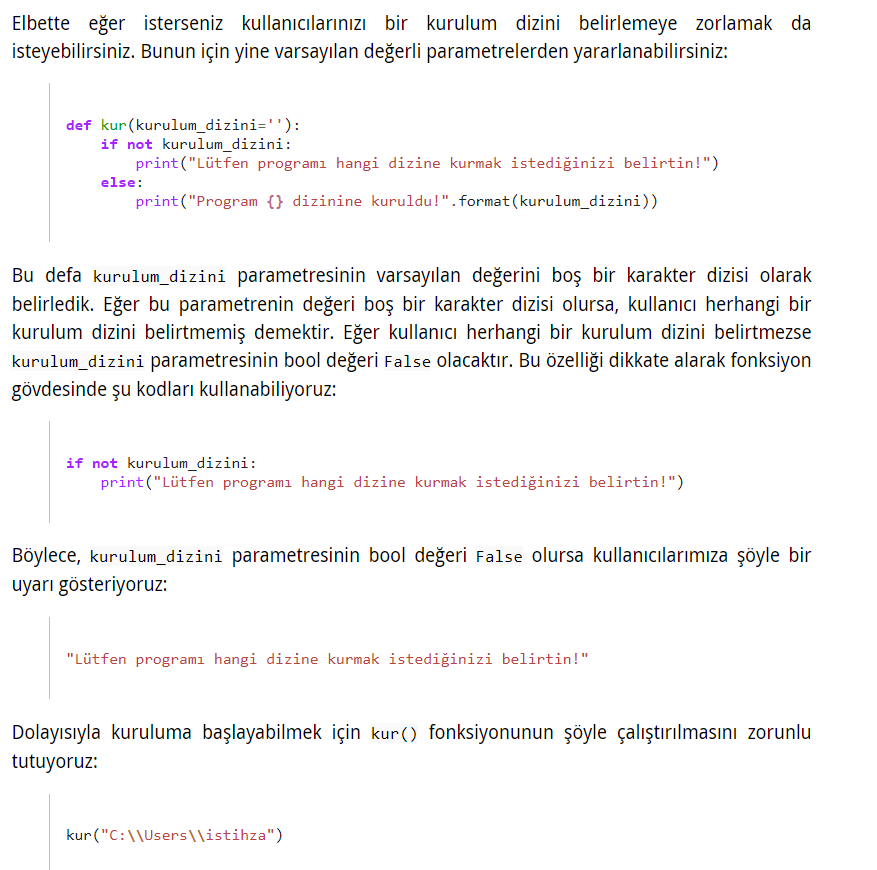 Elbette eğer isterseniz kullanıcılarınızı bir kurulum dizini belirlemeye zorlamak da
isteyebilirsiniz. Bunun için yine varsayılan değerli parametrelerden yararlanabilirsiniz:
def kur(kurulum_dizini=''):
    if not kurulum_dizini:
        print("Lütfen programı hangi dizine kurmak istediğinizi belirtin!")
    else:
        print("Program {} dizinine kuruldu!".format(kurulum_dizini))
Bu defa kurulum_dizini parametresinin varsayılan değerini boş bir karakter dizisi olarak
belirledik. Eğer bu parametrenin değeri boş bir karakter dizisi olursa, kullanıcı herhangi bir
kurulum dizini belirtmemiş demektir. Eğer kullanıcı herhangi bir kurulum dizini belirtmezse
kurulum_dizini parametresinin bool değeri False olacaktır. Bu özelliği dikkate alarak fonksiyon
gövdesinde şu kodları kullanabiliyoruz:
if not kurulum_dizini:
    print("Lütfen programı hangi dizine kurmak istediğinizi belirtin!")
Böylece, kurulum_dizini parametresinin bool değeri False olursa kullanıcılarımıza şöyle bir
uyarı gösteriyoruz:
"Lütfen programı hangi dizine kurmak istediğinizi belirtin!"
Dolayısıyla kuruluma başlayabilmek için kur() fonksiyonunun şöyle çalıştırılmasını zorunlu
tutuyoruz:
kur("C:\\Users\\istihza")